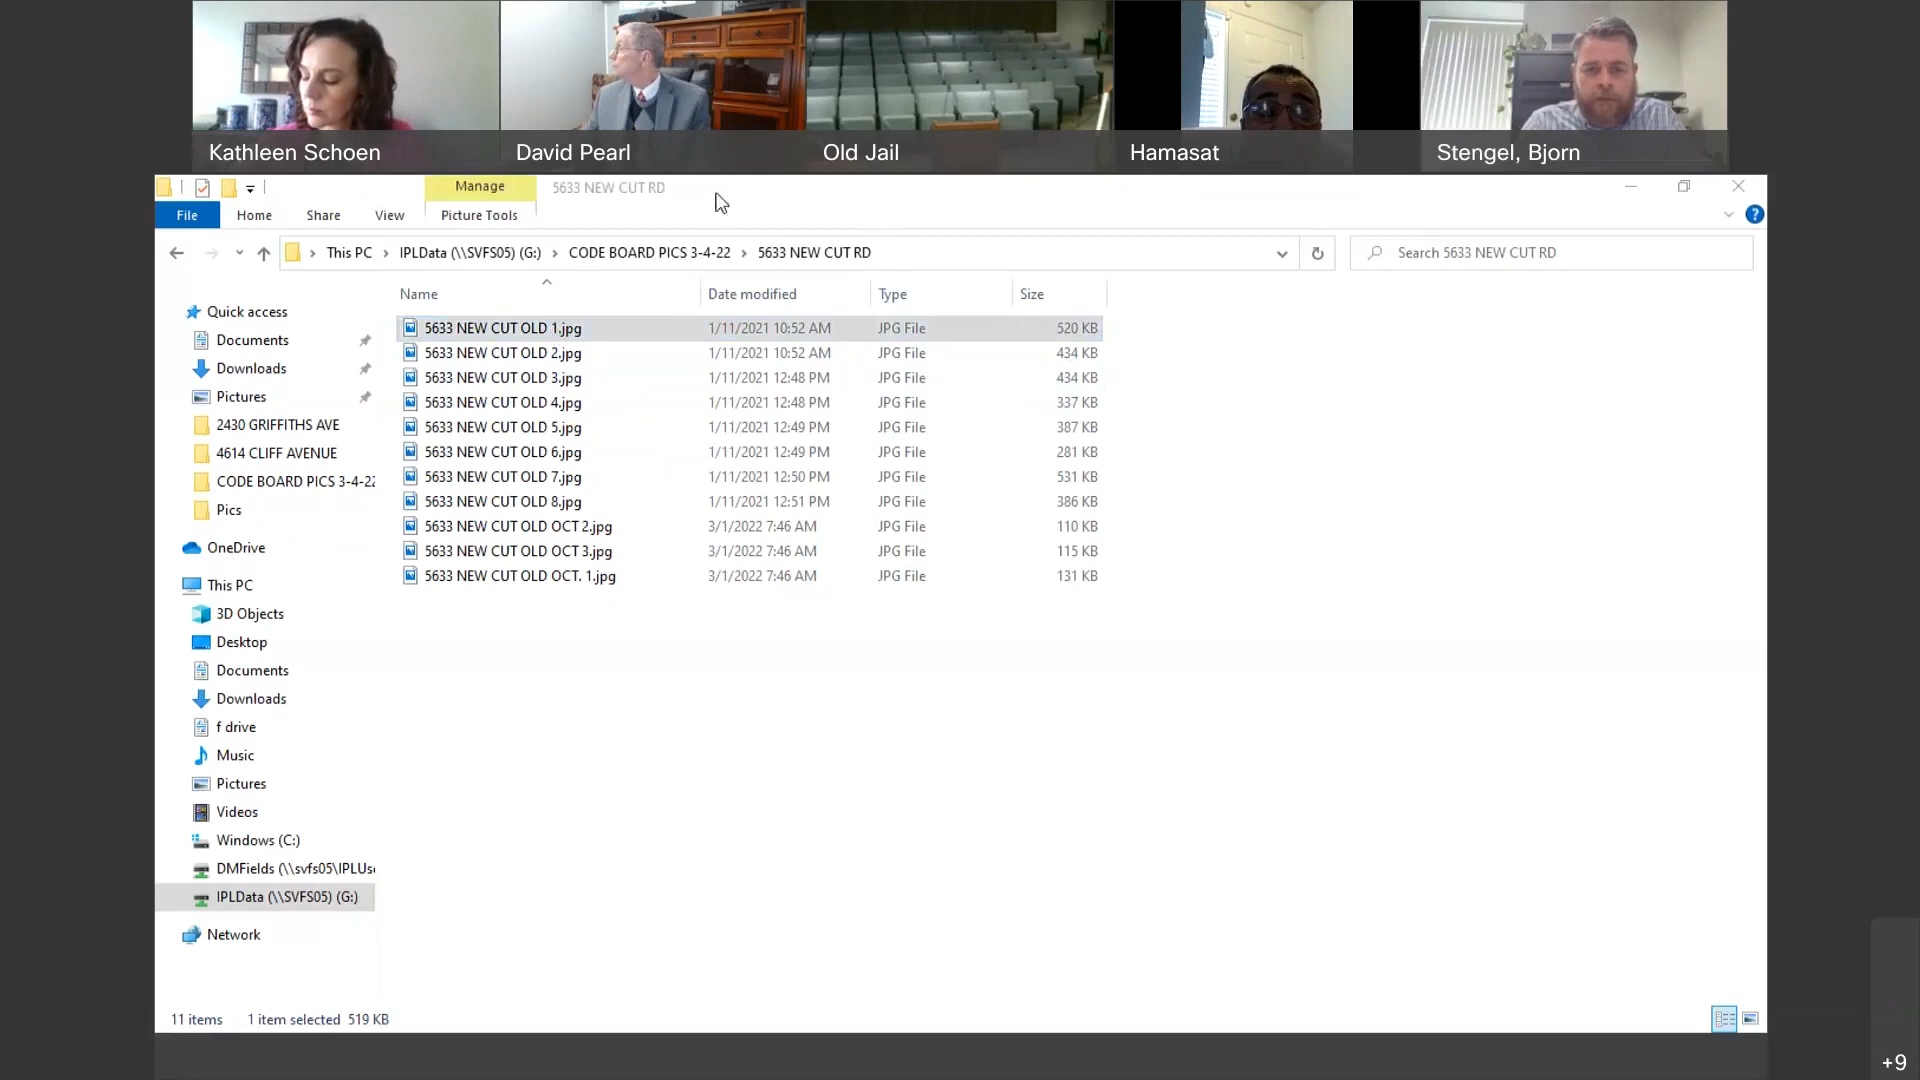 Kathleen Schoen
David Pearl
Old Jail
Hamasat
Stengel, Bjorn
Manage
5633 NEW CUT RD
File
Home
Share
View
Picture Tools
?
This PC > IPLData (\\SVFS05) (G:) > CODE BOARD PICS 3-4-22 > 5633 NEW CUT RD
Search 5633 NEW CUT RD
Name
Date modified
Type
Size
5633 NEW CUT OLD 1.jpg 1/11/2021 10:52 AM JPG File 520 KB
5633 NEW CUT OLD 2.jpg 1/11/2021 10:52 AM JPG File 434 KB
5633 NEW CUT OLD 3.jpg 1/11/2021 12:48 PM JPG File 434 KB
5633 NEW CUT OLD 4.jpg 1/11/2021 12:48 PM JPG File 337 KB
5633 NEW CUT OLD 5.jpg 1/11/2021 12:49 PM JPG File 387 KB
5633 NEW CUT OLD 6.jpg 1/11/2021 12:49 PM JPG File 281 KB
5633 NEW CUT OLD 7.jpg 1/11/2021 12:50 PM JPG File 531 KB
5633 NEW CUT OLD 8.jpg 1/11/2021 12:51 PM JPG File 386 KB
5633 NEW CUT OLD OCT 2.jpg 3/1/2022 7:46 AM JPG File 110 KB
5633 NEW CUT OLD OCT 3.jpg 3/1/2022 7:46 AM JPG File 115 KB
5633 NEW CUT OLD OCT. 1.jpg 3/1/2022 7:46 AM JPG File 131 KB
Quick access
Documents
Downloads
Pictures
2430 GRIFFITHS AVE
4614 CLIFF AVENUE
CODE BOARD PICS 3-4-22
Pics
OneDrive
This PC
3D Objects
Desktop
Documents
Downloads
f drive
Music
Pictures
Videos
Windows (C:)
DMFields (\\svfs05\IPLUse
IPLData (\\SVFS05) (G:)
Network
11 items
1 item selected 519 KB
+9